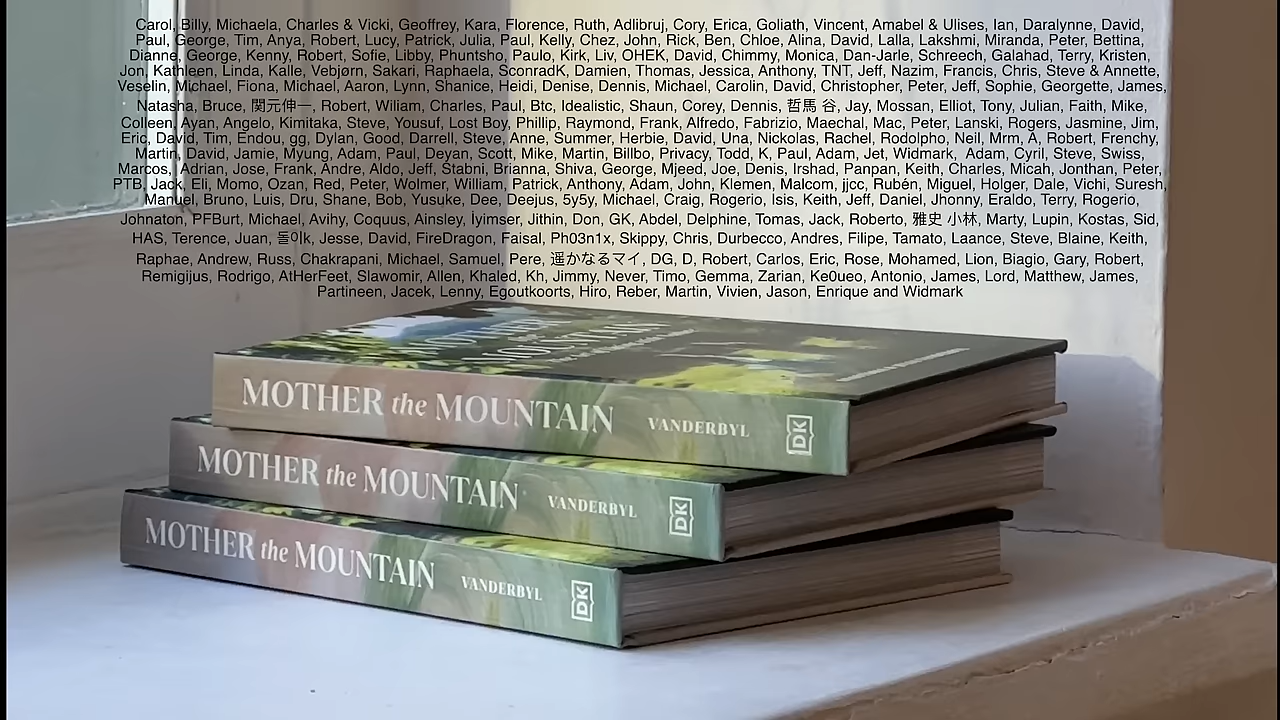 Carol, Billy, Michaela, Charles & Vicki, Geoffrey, Kara, Florence, Ruth, Adlibruj, Cory, Erica, Goliath, Vincent, Amabel & Ulises, Ian, Daralynne, David,
Paul, George, Tim, Anya, Robert, Lucy, Patrick, Julia, Paul, Kelly, Chez, John, Rick, Ben, Chloe, Alina, David, Lalla, Lakshmi, Miranda, Peter, Bettina,
Dianne, George, Kenny, Robert, Sofie, Libby, Phuntsho, Paulo, Kirk, Liv, OHEK, David, Chimmy, Monica, Dan-Jarle, Schreech, Galahad, Terry, Kristen,
Jon, Kathleen, Linda, Kalle, Vebjørn, Sakari, Raphaela, SconradK, Damien, Thomas, Jessica, Anthony, TNT, Jeff, Nazim, Francis, Chris, Steve & Annette,
Veselin, Michael, Fiona, Michael, Aaron, Lynn, Shanice, Heidi, Denise, Dennis, Michael, Carolin, David, Christopher, Peter, Jeff, Sophie, Georgette, James,
Natasha, Bruce, 関元伸一, Robert, Wiliam, Charles, Paul, Btc, Idealistic, Shaun, Corey, Dennis, 哲馬 谷, Jay, Mossan, Elliot, Tony, Julian, Faith, Mike,
Colleen, Ayan, Angelo, Kimitaka, Steve, Yousuf, Lost Boy, Phillip, Raymond, Frank, Alfredo, Fabrizio, Maechal, Mac, Peter, Lanski, Rogers, Jasmine, Jim,
Eric, David, Tim, Endou, gg, Dylan, Good, Darrell, Steve, Anne, Summer, Herbie, David, Una, Nickolas, Rachel, Rodolpho, Neil, Mrm, A, Robert, Frenchy,
Martin, David, Jamie, Myung, Adam, Paul, Deyan, Scott, Mike, Martin, Billbo, Privacy, Todd, K, Paul, Adam, Jet, Widmark, Adam, Cyril, Steve, Swiss,
Marcos, Adrian, Jose, Frank, Andre, Aldo, Jeff, Stabni, Brianna, Shiva, George, Mjeed, Joe, Denis, Irshad, Panpan, Keith, Charles, Micah, Jonthan, Peter,
PTB, Jack, Eli, Momo, Ozan, Red, Peter, Wolmer, William, Patrick, Anthony, Adam, John, Klemen, Malcom, jjcc, Rubén, Miguel, Holger, Dale, Vichi, Suresh,
Manuel, Bruno, Luis, Dru, Shane, Bob, Yusuke, Dee, Deejus, 5y5y, Michael, Craig, Rogerio, Isis, Keith, Jeff, Daniel, Jhonny, Eraldo, Terry, Rogerio,
Johnaton, PFBurt, Michael, Avihy, Coquus, Ainsley, İyimser, Jithin, Don, GK, Abdel, Delphine, Tomas, Jack, Roberto, 雅史 小林, Marty, Lupin, Kostas, Sid,
HAS, Terence, Juan, 돌이k, Jesse, David, FireDragon, Faisal, Ph03n1x, Skippy, Chris, Durbecco, Andres, Filipe, Tamato, Laance, Steve, Blaine, Keith,
Raphae, Andrew, Russ, Chakrapani, Michael, Samuel, Pere, 遥かなるマイ, DG, D, Robert, Carlos, Eric, Rose, Mohamed, Lion, Biagio, Gary, Robert,
Remigijus, Rodrigo, AtHerFeet, Slawomir, Allen, Khaled, Kh, Jimmy, Never, Timo, Gemma, Zarian, Ke0ueo, Antonio, James, Lord, Matthew, James,
Partineen, Jacek, Lenny, Egoutkoorts, Hiro, Reber, Martin, Vivien, Jason, Enrique and Widmark
MOTHER
the
MOUNTAIN
MOTHER the MOUNTAIN VANDERBYL DK
MOTHER the MOUNTAIN VANDERBYL DK
MOTHER the MOUNTAIN VANDERBYL DK